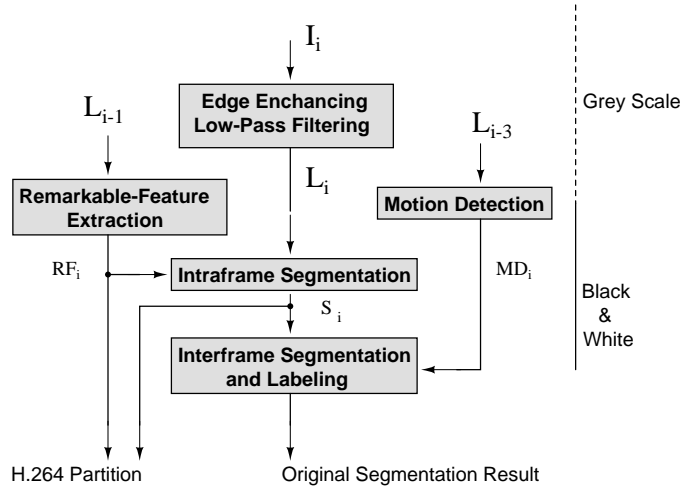 I_i
Edge Enchancing
Low-Pass Filtering
Grey Scale
L_{i-1}
L_{i-3}
L_i
Remarkable-Feature
Extraction
Motion Detection
RF_i
Intraframe Segmentation
MD_i
S_i
Black
&
White
Interframe Segmentation
and Labeling
H.264 Partition
Original Segmentation Result